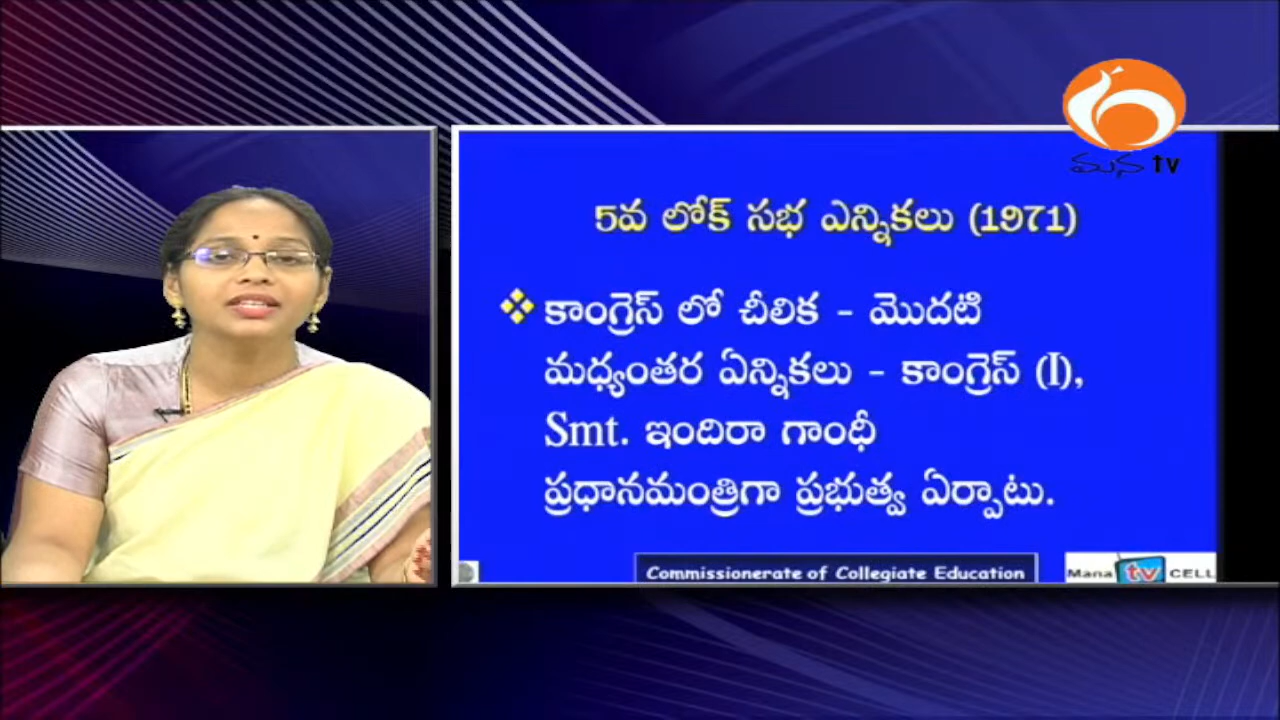 మన tv
5వ లోక్ సభ ఎన్నికలు (1971)
కాంగ్రెస్ లో చీలిక - మొదటి
మధ్యంతర ఏన్నికలు - కాంగ్రెస్ (I),
Smt. ఇందిరా గాంధీ
ప్రధానమంత్రిగా ప్రభుత్వ ఏర్పాటు.
Commissionerate of Collegiate Education
Mana tv CELL